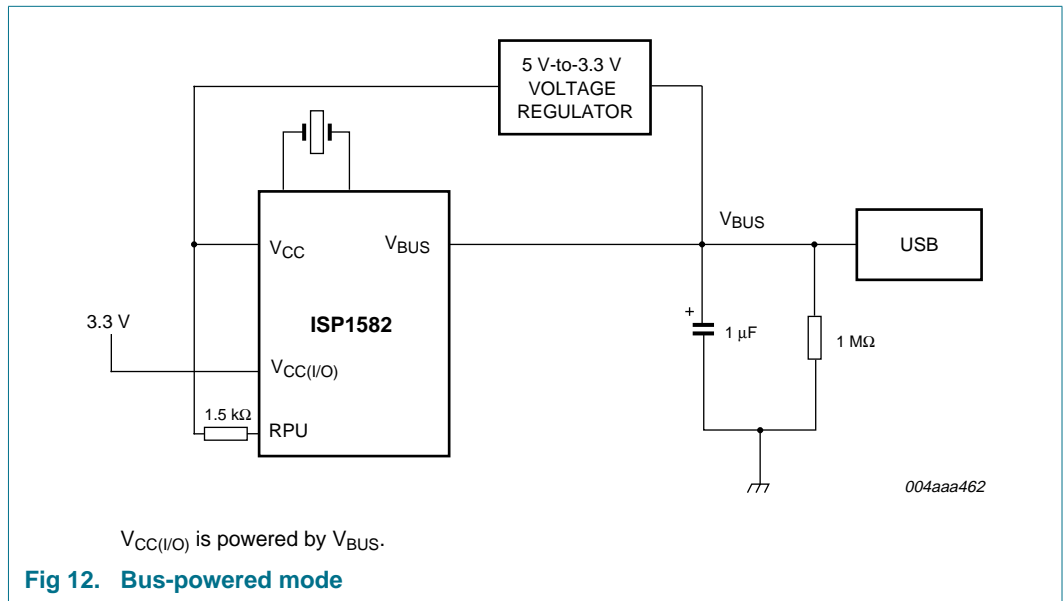 5 V-to-3.3 V
VOLTAGE
REGULATOR
VBUS
USB
VCC
VBUS
ISP1582
3.3 V
+
1 μF
1 MΩ
VCC(I/O)
1.5 kΩ
RPU
004aaa462
VCC(I/O) is powered by VBUS.
Fig 12. Bus-powered mode